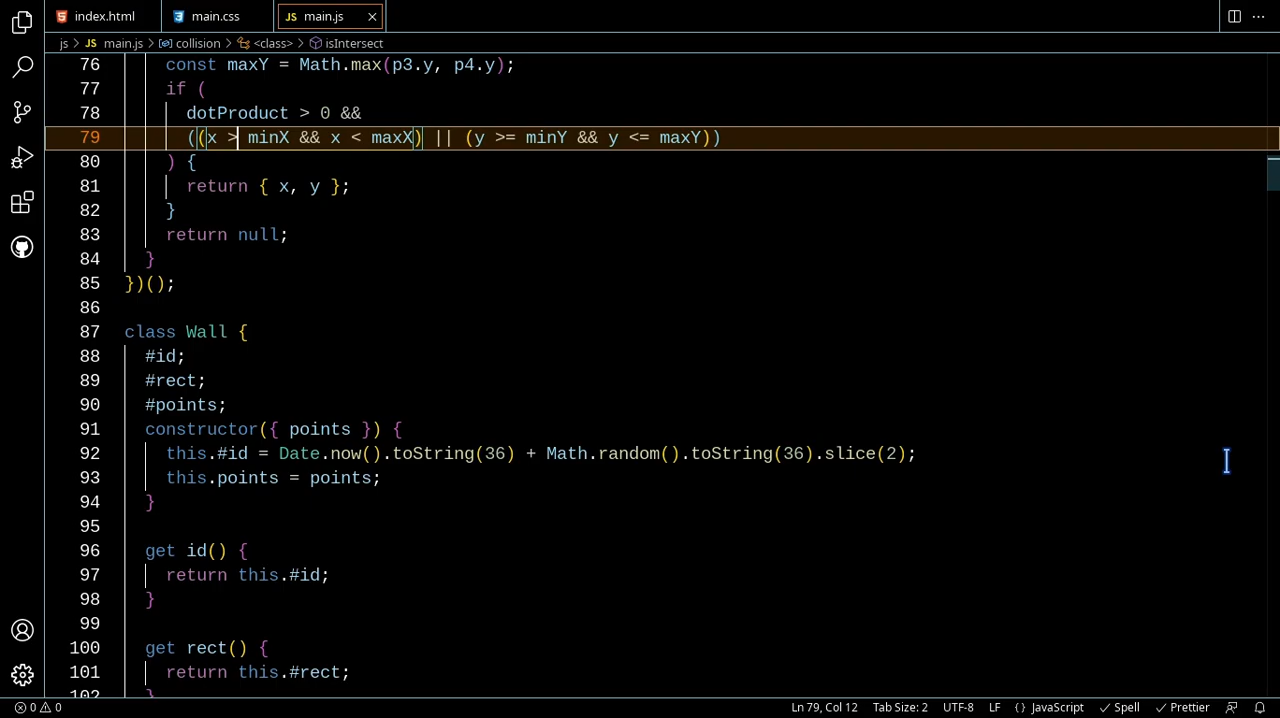 index.html
main.css
JS main.js
js > JS main.js > collision > <class> > isIntersect
76 const maxY = Math.max(p3.y, p4.y);
77 if (
78 dotProduct > 0 &&
79 ((x > minX && x < maxX) || (y >= minY && y <= maxY))
80 ) {
81 return { x, y };
82 }
83 return null;
84 }
85 })();
86
87 class Wall {
88 #id;
89 #rect;
90 #points;
91 constructor({ points }) {
92 this.#id = Date.now().toString(36) + Math.random().toString(36).slice(2);
93 this.points = points;
94 }
95
96 get id() {
97 return this.#id;
98 }
99
100 get rect() {
101 return this.#rect;
102 }
0 0 Ln 79, Col 12 Tab Size: 2 UTF-8 LF {} JavaScript Spell Prettier